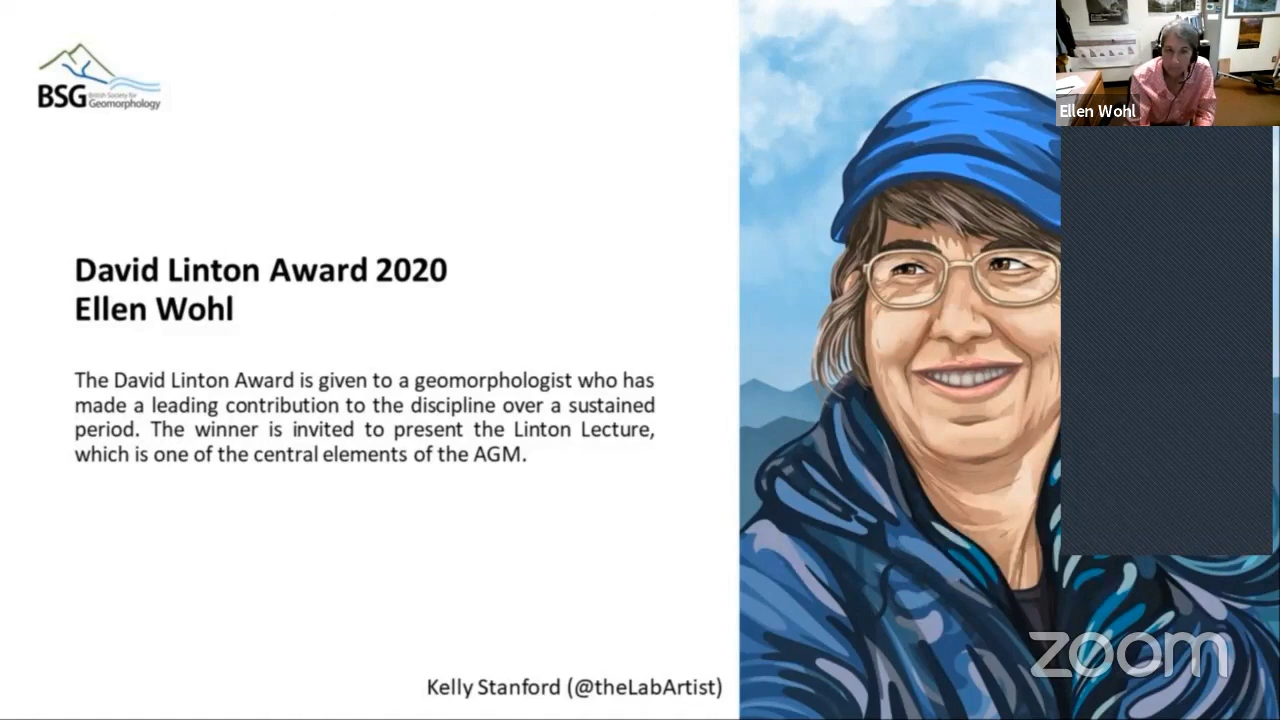 BSG British Society for
Geomorphology
Ellen Wohl
David Linton Award 2020
Ellen Wohl
The David Linton Award is given to a geomorphologist who has
made a leading contribution to the discipline over a sustained
period. The winner is invited to present the Linton Lecture,
which is one of the central elements of the AGM.
Kelly Stanford (@theLabArtist)
zoom